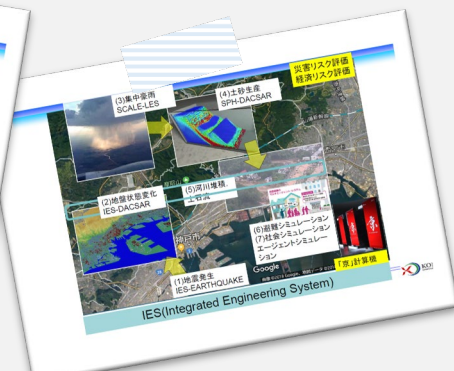 災害リスク評価
経済リスク評価
(3)集中豪雨
SCALE-LES
(4)土砂生産
SPH-DACSAR
(2)地盤状態変化
IES-DACSAR
(5)河川堆積、
土石流
(6)避難シミュレーション
(7)社会シミュレーション
エージェントシミュレー
ション
神戸市
(1)地震発生
IES-EARTHQUAKE
Google
「京」計算機
IES(Integrated Engineering System)